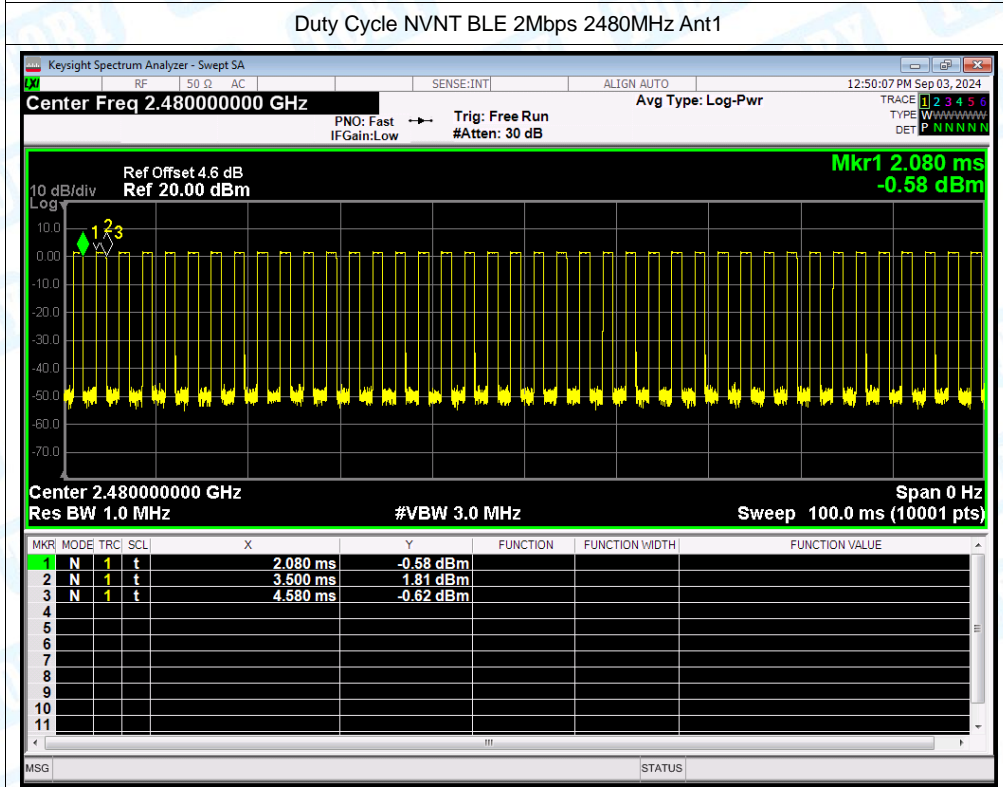 Duty Cycle NVNT BLE 2Mbps 2480MHz Ant1
Keysight Spectrum Analyzer - Swept SA
LXI RF 50 Ω AC SENSE:INT ALIGN AUTO 12:50:07 PM Sep 03, 2024
Center Freq 2.480000000 GHz Avg Type: Log-Pwr TRACE 1 2 3 4 5 6
PNO: Fast Trig: Free Run TYPE WWWWWW
IFGain:Low #Atten: 30 dB DET P N N N N N
Mkr1 2.080 ms
Ref Offset 4.6 dB
10 dB/div Ref 20.00 dBm -0.58 dBm
Log
10.0
1 2 3
0.00
-10.0
-20.0
-30.0
-40.0
-50.0
-60.0
-70.0
Center 2.480000000 GHz Span 0 Hz
Res BW 1.0 MHz #VBW 3.0 MHz Sweep 100.0 ms (10001 pts)
MKR MODE TRC SCL X Y FUNCTION FUNCTION WIDTH FUNCTION VALUE
1 N 1 t 2.080 ms -0.58 dBm
2 N 1 t 3.500 ms 1.81 dBm
3 N 1 t 4.580 ms -0.62 dBm
4
5
6
7
8
9
10
11
MSG STATUS